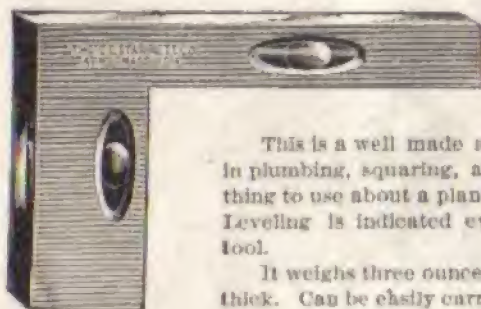 This is a well made
in plumbing, squaring, a
thing to use about a plan
Leveling is indicated ev
tool.
It weighs three ounce
thick. Can be easily carr